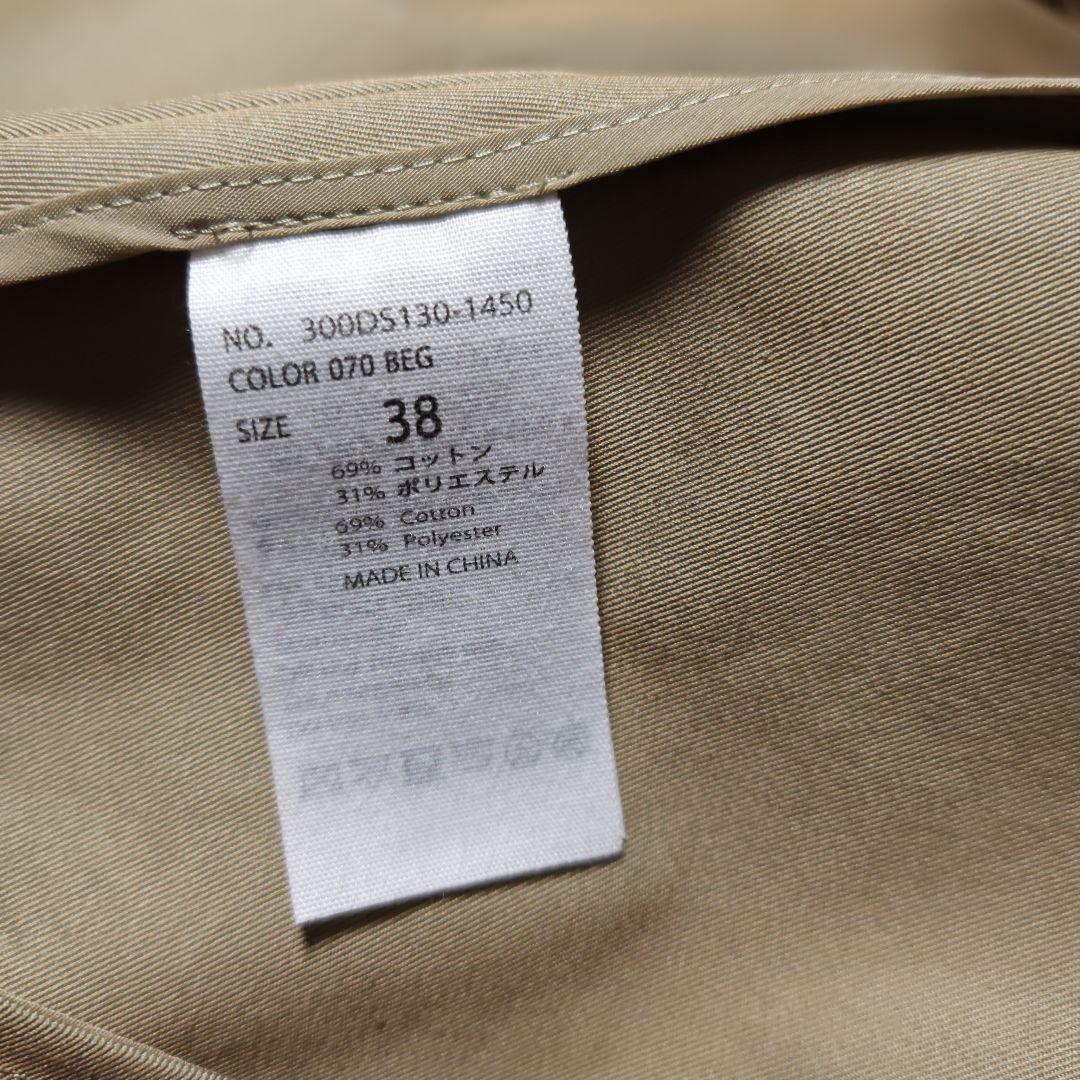 NO. 300DS130-1450
COLOR 070 BEG
SIZE 38
69% コットン
31% ポリエステル
69% Cotton
31% Polyester
MADE IN CHINA